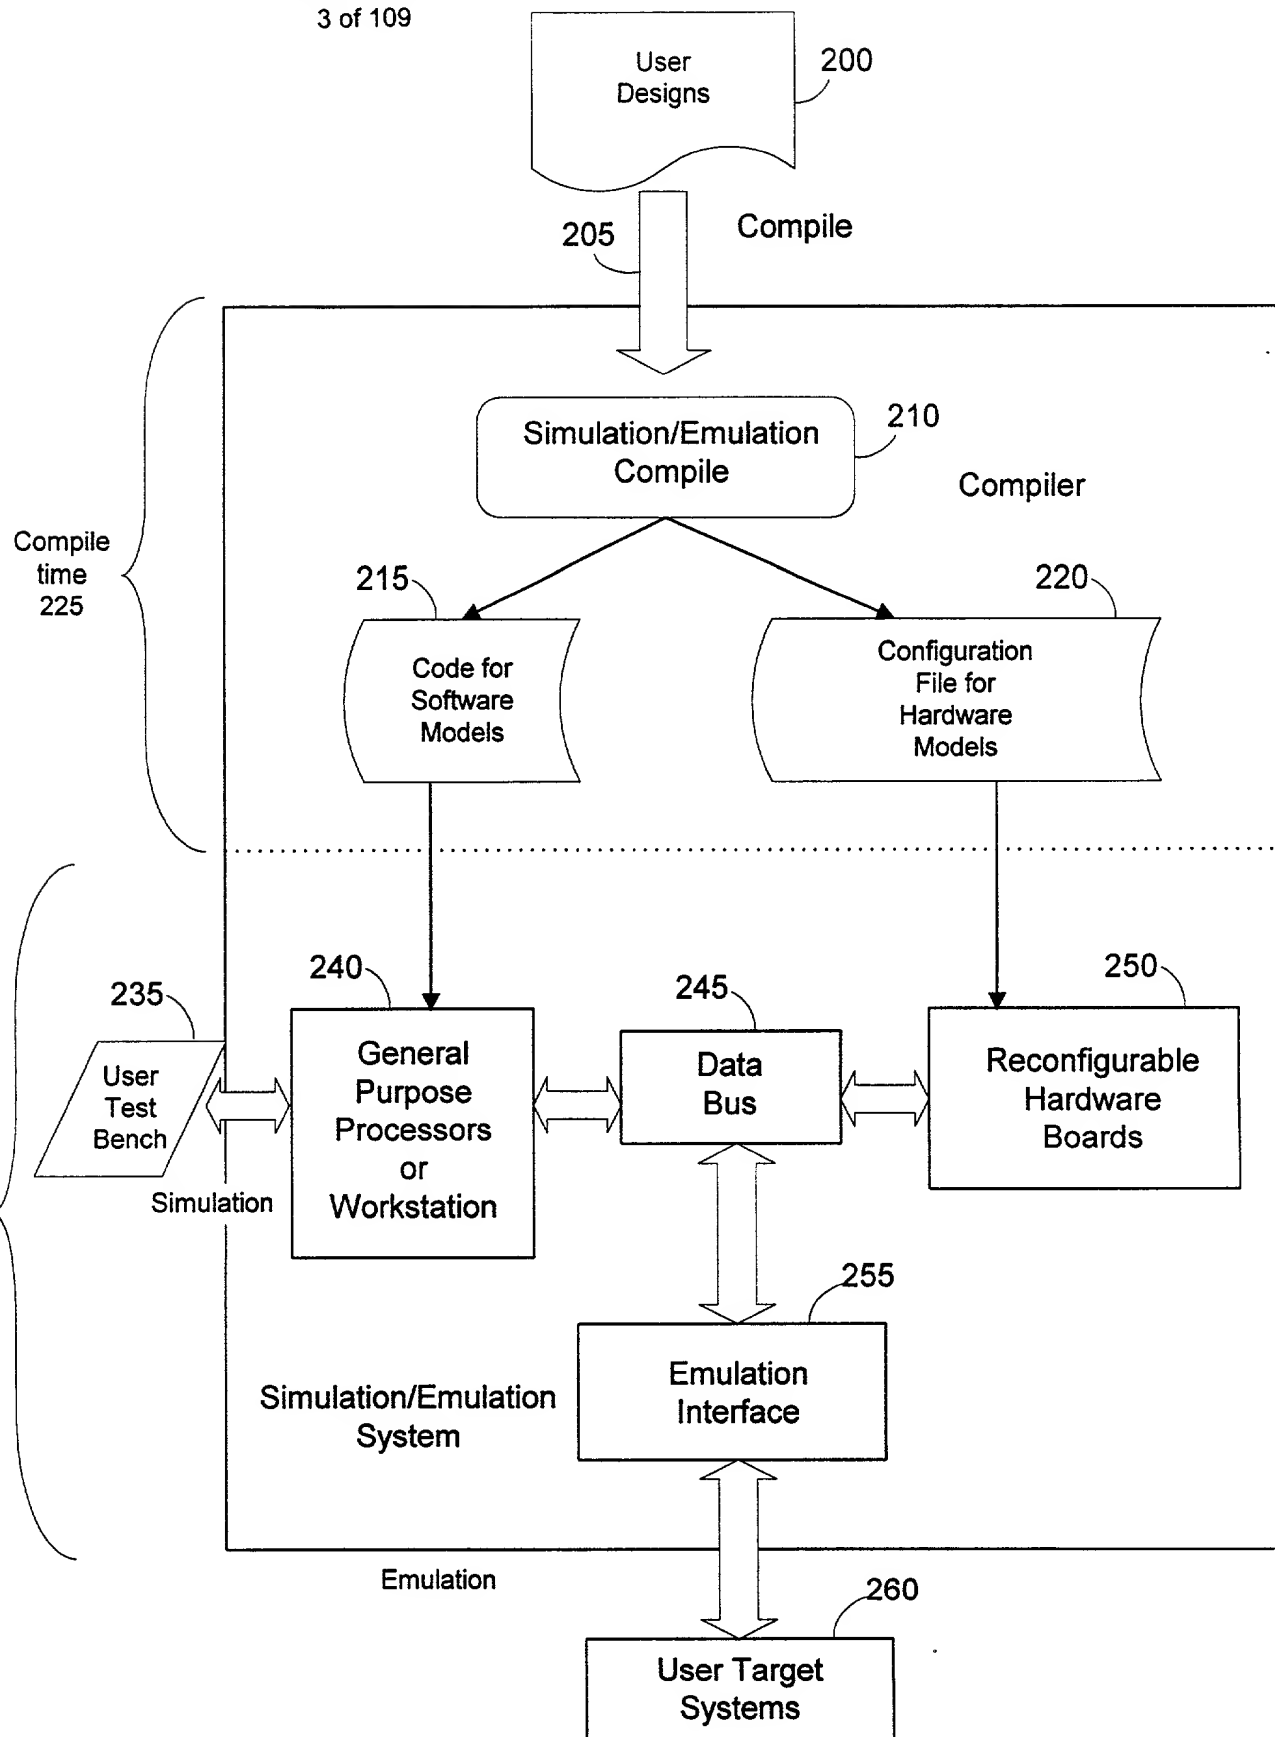 3 of 109
User
Designs
200
205
Compile
Simulation/Emulation
Compile
210
Compiler
Compile
time
225
215
220
Code for
Software
Models
Configuration
File for
Hardware
Models
235
240
245
250
User
Test
Bench
General
Purpose
Processors
or
Workstation
Data
Bus
Reconfigurable
Hardware
Boards
Simulation
255
Emulation
Interface
Simulation/Emulation
System
Emulation
260
User Target
Systems